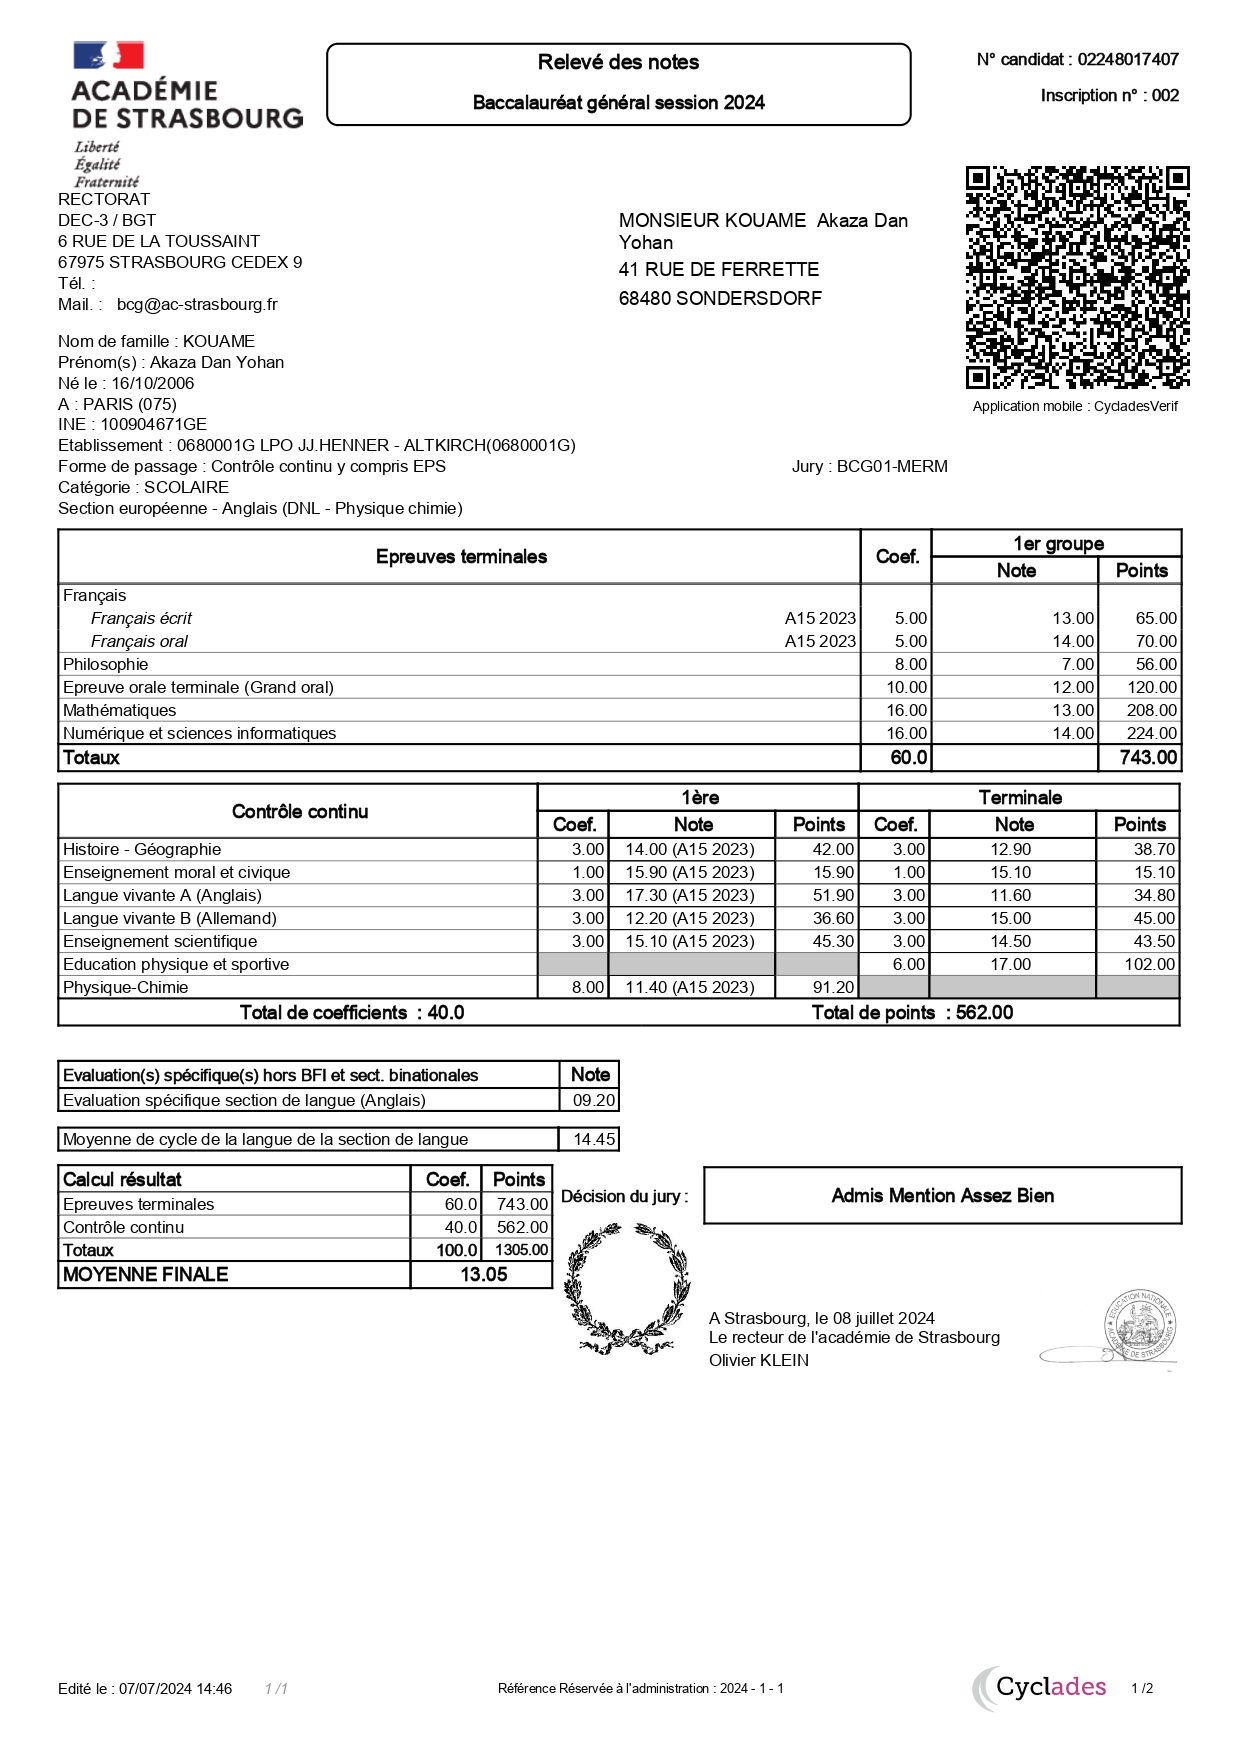 ACADÉMIE
DE STRASBOURG
Liberté
Égalité
Fraternité
Relevé des notes
Baccalauréat général session 2024
N° candidat : 02248017407
Inscription n° : 002
RECTORAT
DEC-3 / BGT
6 RUE DE LA TOUSSAINT
67975 STRASBOURG CEDEX 9
Tél. :
Mail. : bcg@ac-strasbourg.fr
MONSIEUR KOUAME Akaza Dan
Yohan
41 RUE DE FERRETTE
68480 SONDERSDORF
Application mobile : CycladesVerif
Nom de famille : KOUAME
Prénom(s) : Akaza Dan Yohan
Né le : 16/10/2006
A : PARIS (075)
INE : 100904671GE
Etablissement : 0680001G LPO JJ.HENNER - ALTKIRCH(0680001G)
Forme de passage : Contrôle continu y compris EPS Jury : BCG01-MERM
Catégorie : SCOLAIRE
Section européenne - Anglais (DNL - Physique chimie)
Epreuves terminales Coef. 1er groupe
Note Points
Français
Français écrit A15 2023 5.00 13.00 65.00
Français oral A15 2023 5.00 14.00 70.00
Philosophie 8.00 7.00 56.00
Epreuve orale terminale (Grand oral) 10.00 12.00 120.00
Mathématiques 16.00 13.00 208.00
Numérique et sciences informatiques 16.00 14.00 224.00
Totaux 60.0 743.00
Contrôle continu 1ère Terminale
Coef. Note Points Coef. Note Points
Histoire - Géographie 3.00 14.00 (A15 2023) 42.00 3.00 12.90 38.70
Enseignement moral et civique 1.00 15.90 (A15 2023) 15.90 1.00 15.10 15.10
Langue vivante A (Anglais) 3.00 17.30 (A15 2023) 51.90 3.00 11.60 34.80
Langue vivante B (Allemand) 3.00 12.20 (A15 2023) 36.60 3.00 15.00 45.00
Enseignement scientifique 3.00 15.10 (A15 2023) 45.30 3.00 14.50 43.50
Education physique et sportive 6.00 17.00 102.00
Physique-Chimie 8.00 11.40 (A15 2023) 91.20
Total de coefficients : 40.0 Total de points : 562.00
Evaluation(s) spécifique(s) hors BFI et sect. binationales Note
Evaluation spécifique section de langue (Anglais) 09.20
Moyenne de cycle de la langue de la section de langue 14.45
Calcul résultat Coef. Points
Epreuves terminales 60.0 743.00
Contrôle continu 40.0 562.00
Totaux 100.0 1305.00
MOYENNE FINALE 13.05
Décision du jury : Admis Mention Assez Bien
A Strasbourg, le 08 juillet 2024
Le recteur de l'académie de Strasbourg
Olivier KLEIN
EDUCATION NATIONALE
ACADÉMIE DE STRASBOURG
Edité le : 07/07/2024 14:46 1 /1
Référence Réservée à l'administration : 2024 - 1 - 1
Cyclades
1 /2